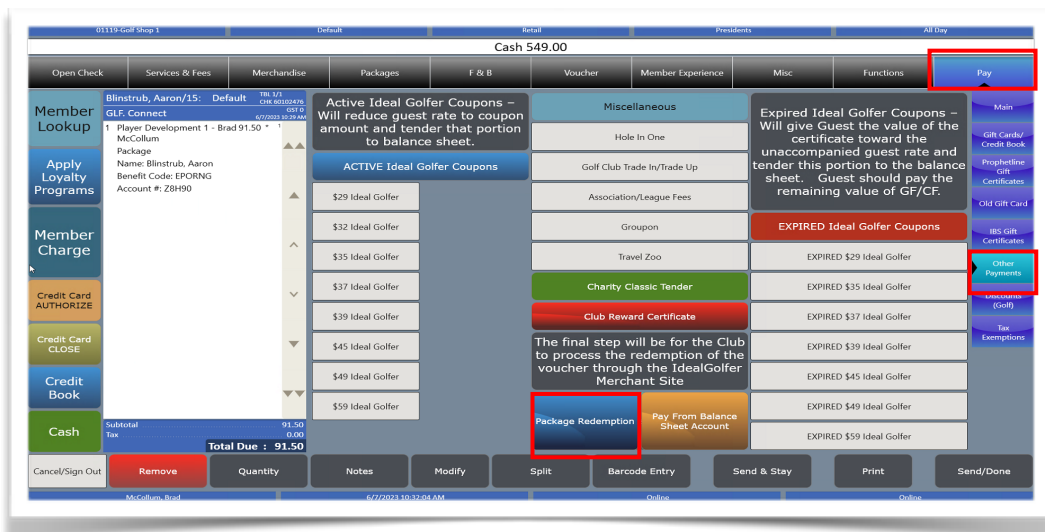 01119-Golf Shop 1 Default Retail Presidents All Day
Cash 549.00
Open Check Services & Fees Merchandise Packages F & B Voucher Member Experience Misc Functions Pay
Member
Lookup
Apply
Loyalty
Programs
Member
Charge
Credit Card
AUTHORIZE
Credit Card
CLOSE
Credit
Book
Cash
Blinstrub, Aaron/15: Default TBL 1/1
CHK 60102476
GLF. Connect GST 0
6/7/2023 10:29 AM
1 Player Development 1 - Brad 91.50 * 1
McCollum
Package
Name: Blinstrub, Aaron
Benefit Code: EPORNG
Account #: Z8H90
Subtotal 91.50
Tax 0.00
Total Due : 91.50
Active Ideal Golfer Coupons –
Will reduce guest rate to coupon
amount and tender that portion
to balance sheet.
ACTIVE Ideal Golfer Coupons
$29 Ideal Golfer
$32 Ideal Golfer
$35 Ideal Golfer
$37 Ideal Golfer
$39 Ideal Golfer
$45 Ideal Golfer
$49 Ideal Golfer
$59 Ideal Golfer
Miscellaneous
Hole In One
Golf Club Trade In/Trade Up
Association/League Fees
Groupon
Travel Zoo
Charity Classic Tender
Club Reward Certificate
The final step will be for the Club
to process the redemption of the
voucher through the IdealGolfer
Merchant Site
Package Redemption
Pay From Balance
Sheet Account
Expired Ideal Golfer Coupons –
Will give Guest the value of the
certificate toward the
unaccompanied guest rate and
tender this portion to the balance
sheet. Guest should pay the
remaining value of GF/CF.
EXPIRED Ideal Golfer Coupons
EXPIRED $29 Ideal Golfer
EXPIRED $35 Ideal Golfer
EXPIRED $37 Ideal Golfer
EXPIRED $39 Ideal Golfer
EXPIRED $45 Ideal Golfer
EXPIRED $49 Ideal Golfer
EXPIRED $59 Ideal Golfer
Main
Gift Cards/
Credit Book
Prophetline
Gift
Certificates
Old Gift Card
IBS Gift
Certificates
Other
Payments
Discounts
(Golf)
Tax
Exemptions
Cancel/Sign Out Remove Quantity Notes Modify Split Barcode Entry Send & Stay Print Send/Done
McCollum, Brad 6/7/2023 10:32:04 AM Online Online